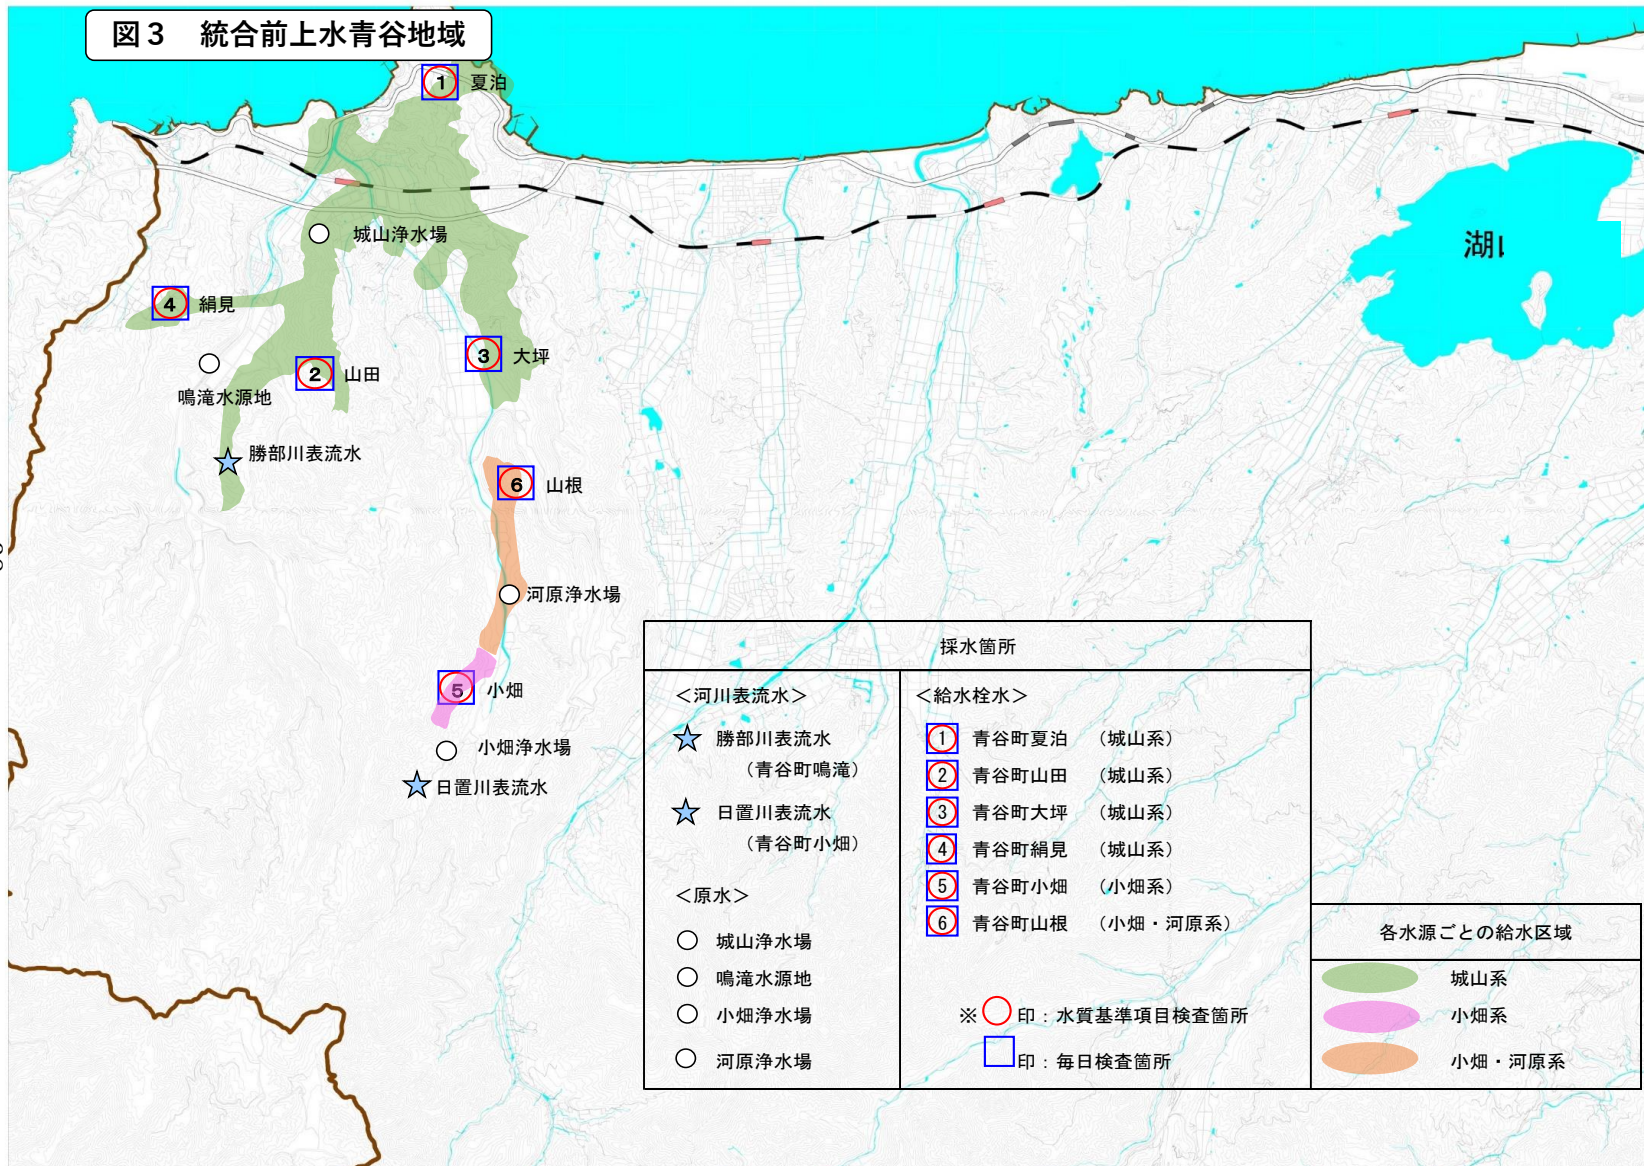 図３　統合前上水青谷地域
1 夏泊
城山浄水場
湖山
4 絹見
3 大坪
2 山田
鳴滝水源地
勝部川表流水
6 山根
河原浄水場
5 小畑
小畑浄水場
日置川表流水
採水箇所
＜河川表流水＞
勝部川表流水
（青谷町鳴滝）
日置川表流水
（青谷町小畑）
＜原水＞
城山浄水場
鳴滝水源地
小畑浄水場
河原浄水場
＜給水栓水＞
1 青谷町夏泊　（城山系）
2 青谷町山田　（城山系）
3 青谷町大坪　（城山系）
4 青谷町絹見　（城山系）
5 青谷町小畑　（小畑系）
6 青谷町山根　（小畑・河原系）
※ 印：水質基準項目検査箇所
印：毎日検査箇所
各水源ごとの給水区域
城山系
小畑系
小畑・河原系